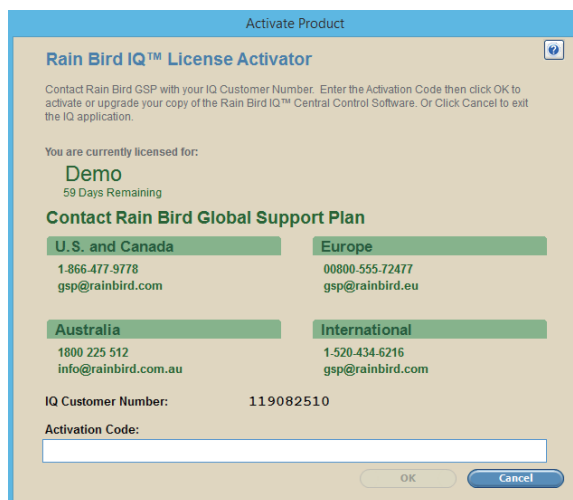 Activate Product
Rain Bird IQ™ License Activator
Contact Rain Bird GSP with your IQ Customer Number. Enter the Activation Code then click OK to
activate or upgrade your copy of the Rain Bird IQ™ Central Control Software. Or Click Cancel to exit
the IQ application.
You are currently licensed for:
Demo
59 Days Remaining
Contact Rain Bird Global Support Plan
U.S. and Canada
1-866-477-9778
gsp@rainbird.com
Europe
00800-555-72477
gsp@rainbird.eu
Australia
1800 225 512
info@rainbird.com.au
International
1-520-434-6216
gsp@rainbird.com
IQ Customer Number: 119082510
Activation Code:
OK Cancel